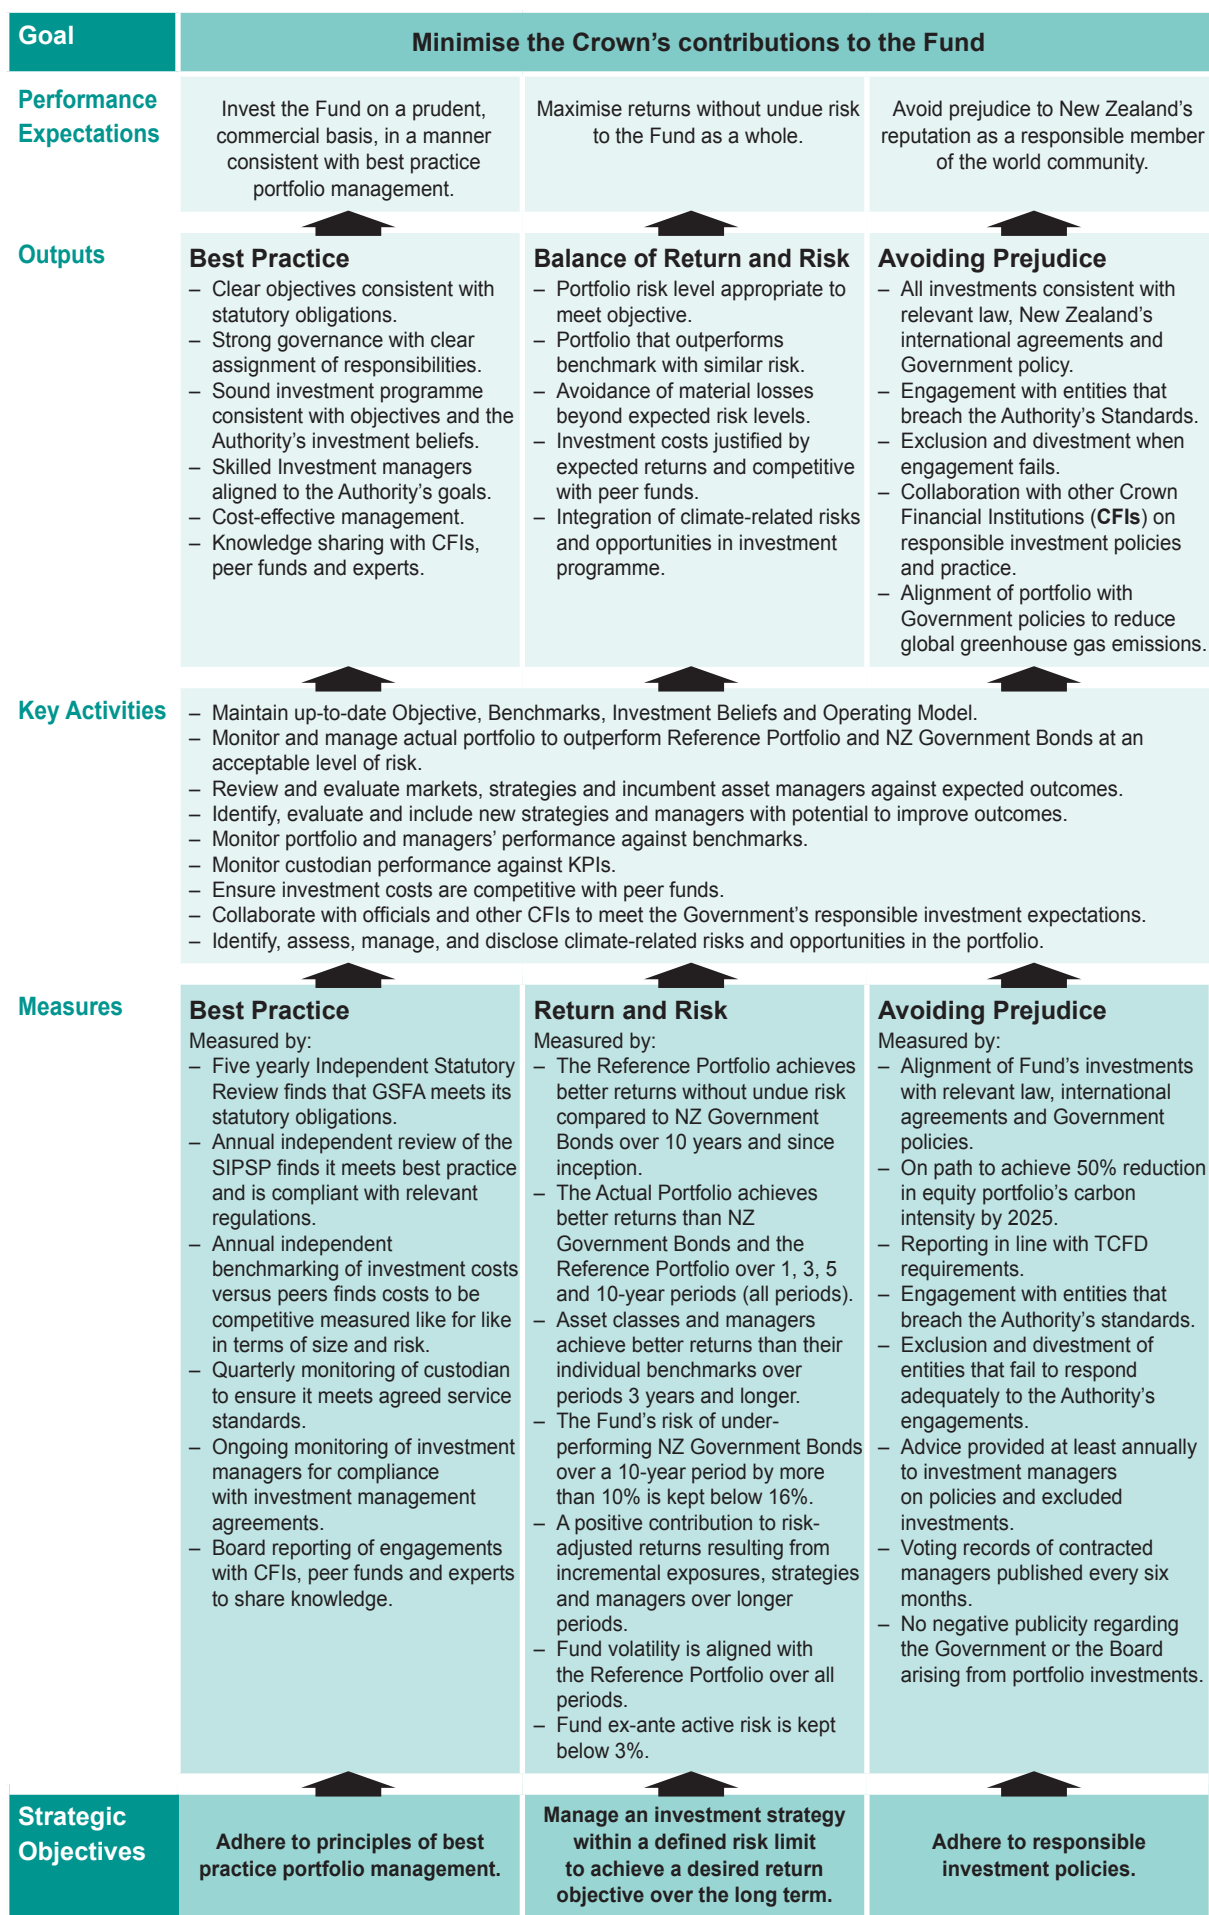 Goal
Minimise the Crown's contributions to the Fund
Performance
Expectations
Invest the Fund on a prudent,
commercial basis, in a manner
consistent with best practice
portfolio management.
Maximise returns without undue risk
to the Fund as a whole.
Avoid prejudice to New Zealand's
reputation as a responsible member
of the world community.
Outputs
Best Practice
– Clear objectives consistent with
statutory obligations.
– Strong governance with clear
assignment of responsibilities.
– Sound investment programme
consistent with objectives and the
Authority's investment beliefs.
– Skilled Investment managers
aligned to the Authority's goals.
– Cost-effective management.
– Knowledge sharing with CFIs,
peer funds and experts.
Balance of Return and Risk
– Portfolio risk level appropriate to
meet objective.
– Portfolio that outperforms
benchmark with similar risk.
– Avoidance of material losses
beyond expected risk levels.
– Investment costs justified by
expected returns and competitive
with peer funds.
– Integration of climate-related risks
and opportunities in investment
programme.
Avoiding Prejudice
– All investments consistent with
relevant law, New Zealand's
international agreements and
Government policy.
– Engagement with entities that
breach the Authority's Standards.
– Exclusion and divestment when
engagement fails.
– Collaboration with other Crown
Financial Institutions (CFIs) on
responsible investment policies
and practice.
– Alignment of portfolio with
Government policies to reduce
global greenhouse gas emissions.
Key Activities
– Maintain up-to-date Objective, Benchmarks, Investment Beliefs and Operating Model.
– Monitor and manage actual portfolio to outperform Reference Portfolio and NZ Government Bonds at an
acceptable level of risk.
– Review and evaluate markets, strategies and incumbent asset managers against expected outcomes.
– Identify, evaluate and include new strategies and managers with potential to improve outcomes.
– Monitor portfolio and managers' performance against benchmarks.
– Monitor custodian performance against KPIs.
– Ensure investment costs are competitive with peer funds.
– Collaborate with officials and other CFIs to meet the Government's responsible investment expectations.
– Identify, assess, manage, and disclose climate-related risks and opportunities in the portfolio.
Measures
Best Practice
Measured by:
– Five yearly Independent Statutory
Review finds that GSFA meets its
statutory obligations.
– Annual independent review of the
SIPSP finds it meets best practice
and is compliant with relevant
regulations.
– Annual independent
benchmarking of investment costs
versus peers finds costs to be
competitive measured like for like
in terms of size and risk.
– Quarterly monitoring of custodian
to ensure it meets agreed service
standards.
– Ongoing monitoring of investment
managers for compliance
with investment management
agreements.
– Board reporting of engagements
with CFIs, peer funds and experts
to share knowledge.
Return and Risk
Measured by:
– The Reference Portfolio achieves
better returns without undue risk
compared to NZ Government
Bonds over 10 years and since
inception.
– The Actual Portfolio achieves
better returns than NZ
Government Bonds and the
Reference Portfolio over 1, 3, 5
and 10-year periods (all periods).
– Asset classes and managers
achieve better returns than their
individual benchmarks over
periods 3 years and longer.
– The Fund's risk of under-
performing NZ Government Bonds
over a 10-year period by more
than 10% is kept below 16%.
– A positive contribution to risk-
adjusted returns resulting from
incremental exposures, strategies
and managers over longer
periods.
– Fund volatility is aligned with
the Reference Portfolio over all
periods.
– Fund ex-ante active risk is kept
below 3%.
Avoiding Prejudice
Measured by:
– Alignment of Fund's investments
with relevant law, international
agreements and Government
policies.
– On path to achieve 50% reduction
in equity portfolio's carbon
intensity by 2025.
– Reporting in line with TCFD
requirements.
– Engagement with entities that
breach the Authority's standards.
– Exclusion and divestment of
entities that fail to respond
adequately to the Authority's
engagements.
– Advice provided at least annually
to investment managers
on policies and excluded
investments.
– Voting records of contracted
managers published every six
months.
– No negative publicity regarding
the Government or the Board
arising from portfolio investments.
Strategic
Objectives
Adhere to principles of best
practice portfolio management.
Manage an investment strategy
within a defined risk limit
to achieve a desired return
objective over the long term.
Adhere to responsible
investment policies.